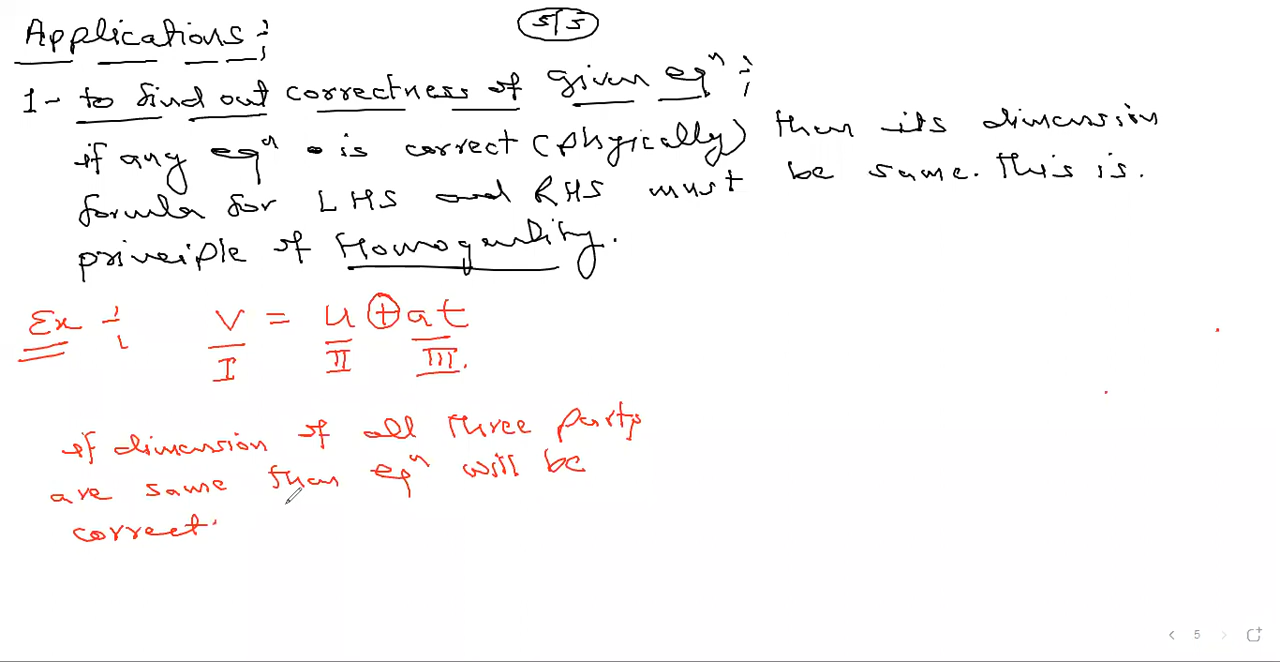 Applications :
5/5
1- to find out correctness of given eqⁿ :
if any eqⁿ is correct (physically) then its dimension
formula for LHS and RHS must be same. This is.
principle of Homogenity.
Ex :- V = u + at
I II III.
if dimension of all three parts
are same then eqⁿ will be
correct.
5